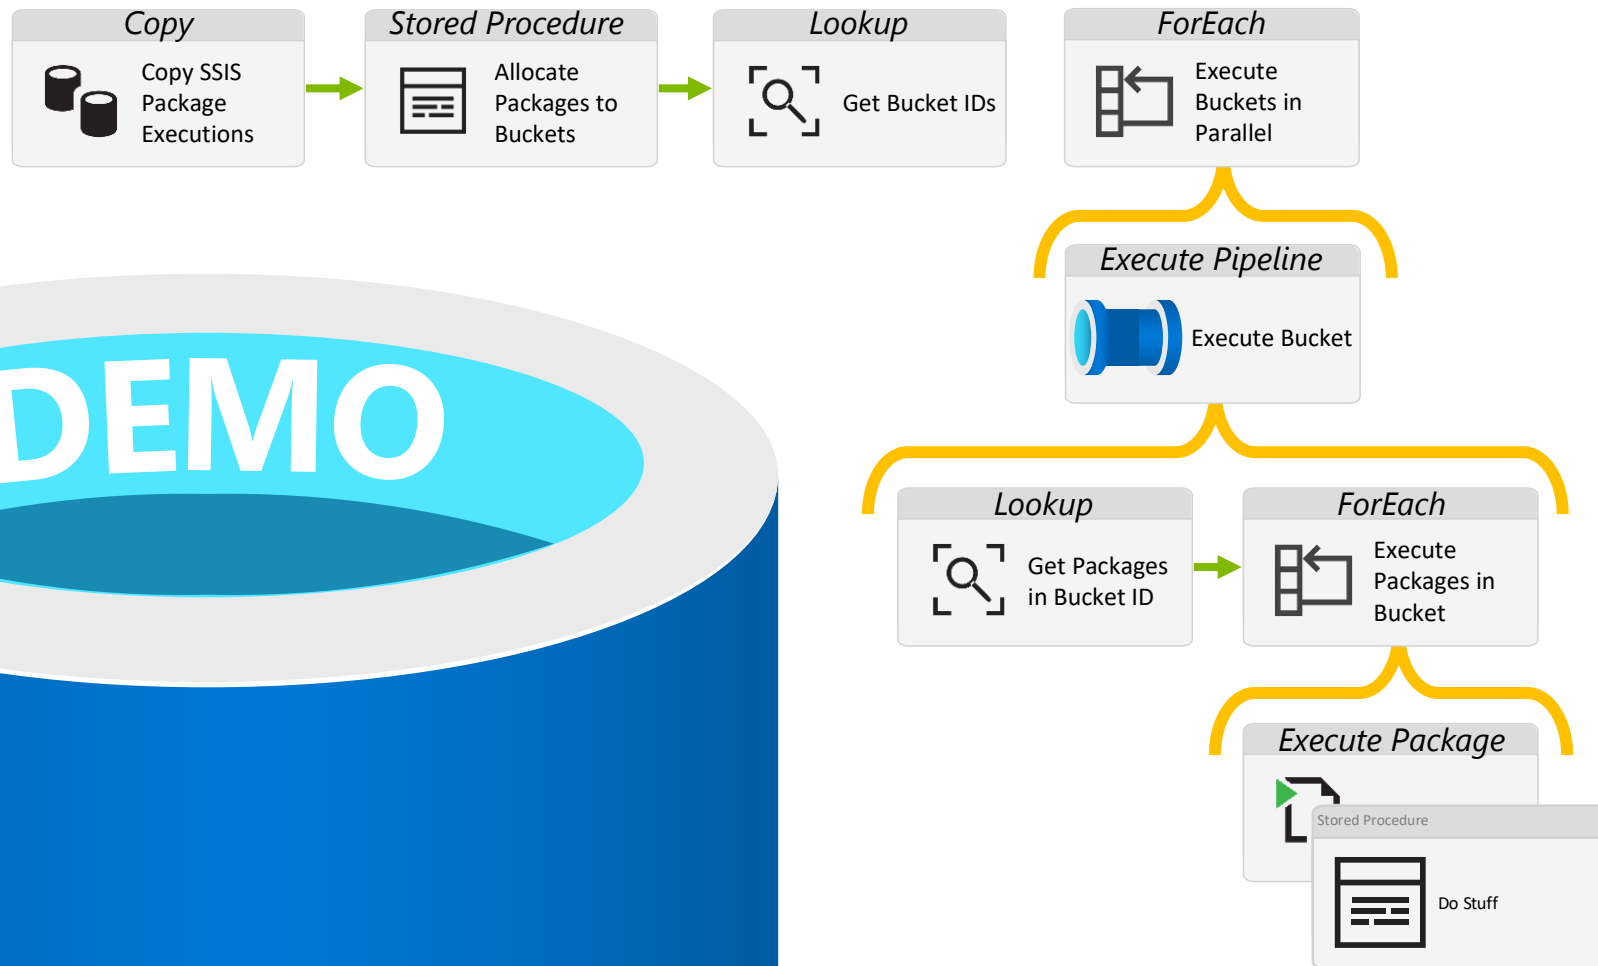 Copy
Copy SSIS
Package
Executions
Stored Procedure
Allocate
Packages to
Buckets
Lookup
Get Bucket IDs
ForEach
Execute
Buckets in
Parallel
Execute Pipeline
Execute Bucket
DEMO
Lookup
Get Packages
in Bucket ID
ForEach
Execute
Packages in
Bucket
Execute Package
Stored Procedure
Do Stuff